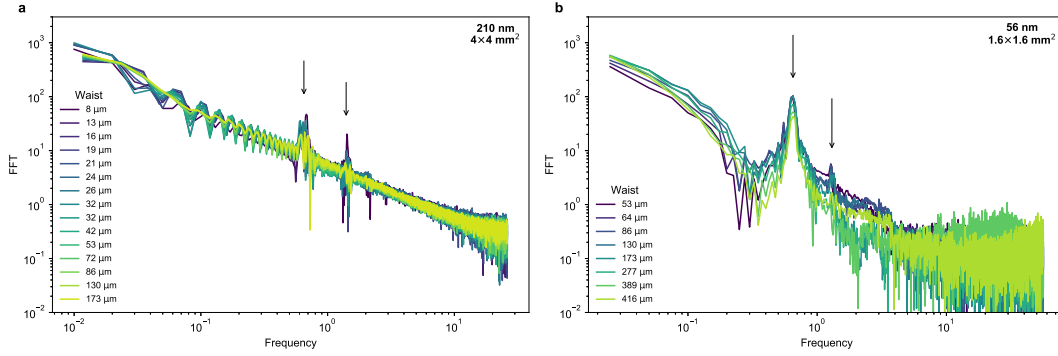 a
210 nm
4×4 mm²
10³
10²
10¹
10⁰
10⁻¹
10⁻²
FFT
Waist
8 μm
13 μm
16 μm
19 μm
21 μm
24 μm
26 μm
32 μm
32 μm
42 μm
53 μm
72 μm
86 μm
130 μm
173 μm
10⁻²
10⁻¹
10⁰
10¹
Frequency
b
56 nm
1.6×1.6 mm²
10³
10²
10¹
10⁰
10⁻¹
10⁻²
FFT
Waist
53 μm
64 μm
86 μm
130 μm
173 μm
277 μm
389 μm
416 μm
10⁻¹
10⁰
10¹
Frequency